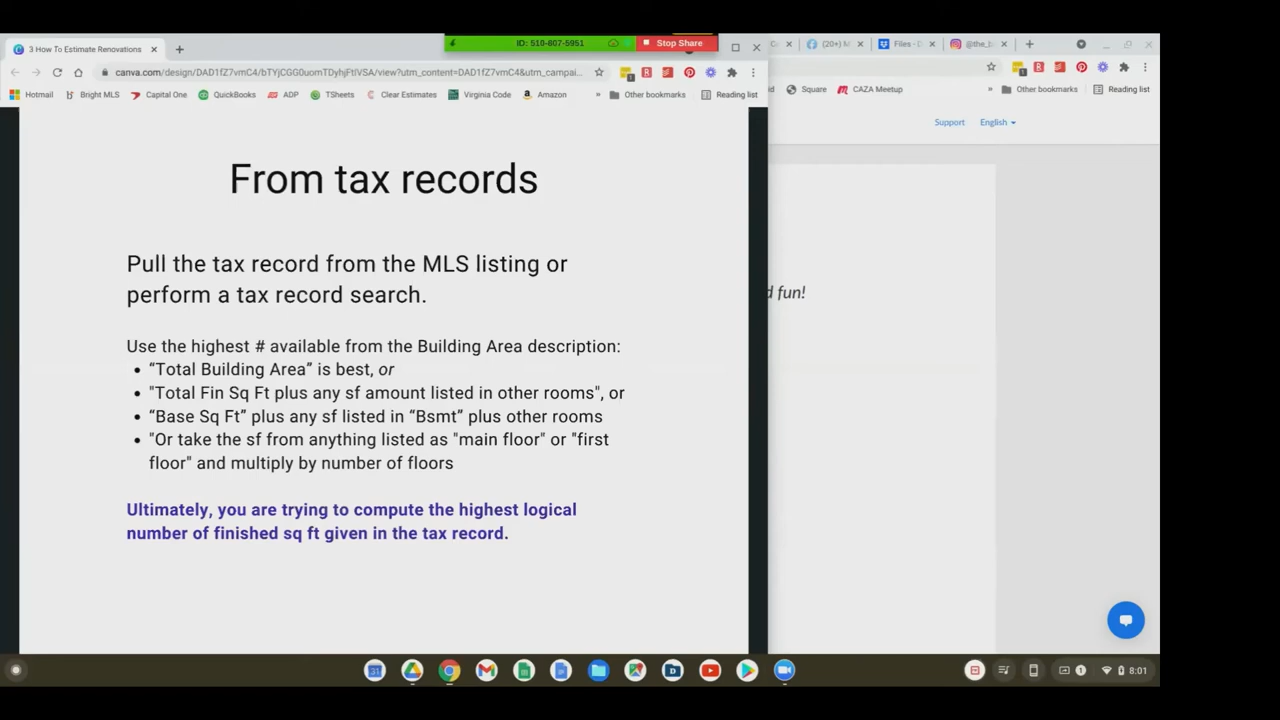 ID: 510-807-5951
Stop Share
3 How To Estimate Renovations
(20+) M
Files - D
@the_b
canva.com/design/DAD1fZ7vmC4/bTYjCGG0uomTDyhjFtIVSA/view?utm_content=DAD1fZ7vmC4&utm_campai...
Hotmail
Bright MLS
Capital One
QuickBooks
ADP
TSheets
Clear Estimates
Virginia Code
Amazon
»
Other bookmarks
Reading list
Square
CAZA Meetup
»
Other bookmarks
Reading list
Support
English
From tax records
Pull the tax record from the MLS listing or
perform a tax record search.
d fun!
Use the highest # available from the Building Area description:
• “Total Building Area” is best, or
• "Total Fin Sq Ft plus any sf amount listed in other rooms", or
• “Base Sq Ft” plus any sf listed in “Bsmt” plus other rooms
• "Or take the sf from anything listed as "main floor" or "first
floor" and multiply by number of floors
Ultimately, you are trying to compute the highest logical
number of finished sq ft given in the tax record.
8:01